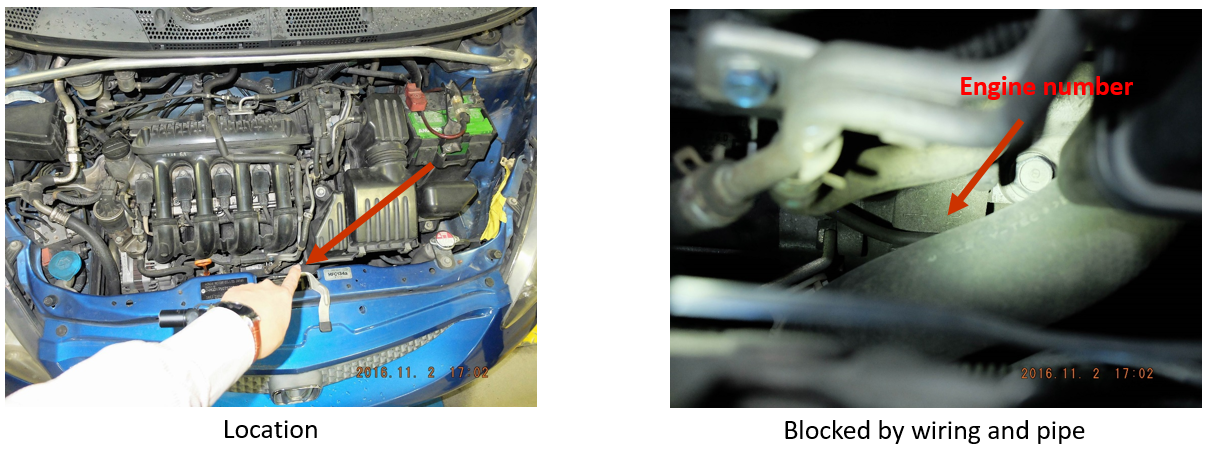 Engine number
2016.11. 2 17:02
2016.11. 2 17:02
Location
Blocked by wiring and pipe